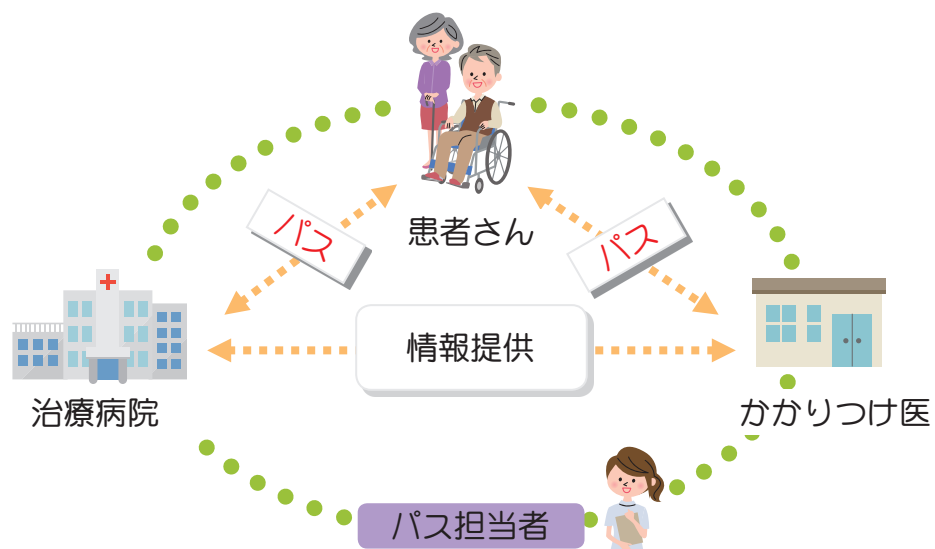 患者さん
パス
パス
情報提供
治療病院
かかりつけ医
パス担当者